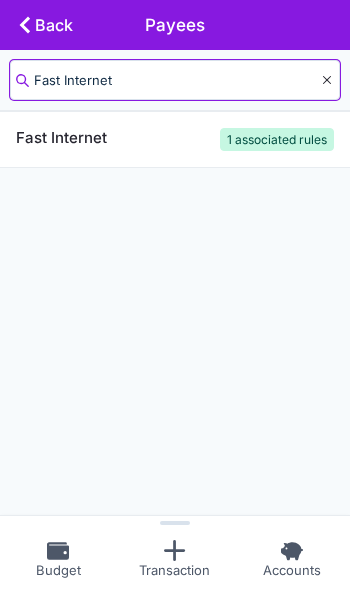 Back
Payees
Fast Internet
Fast Internet
1 associated rules
Budget
Transaction
Accounts